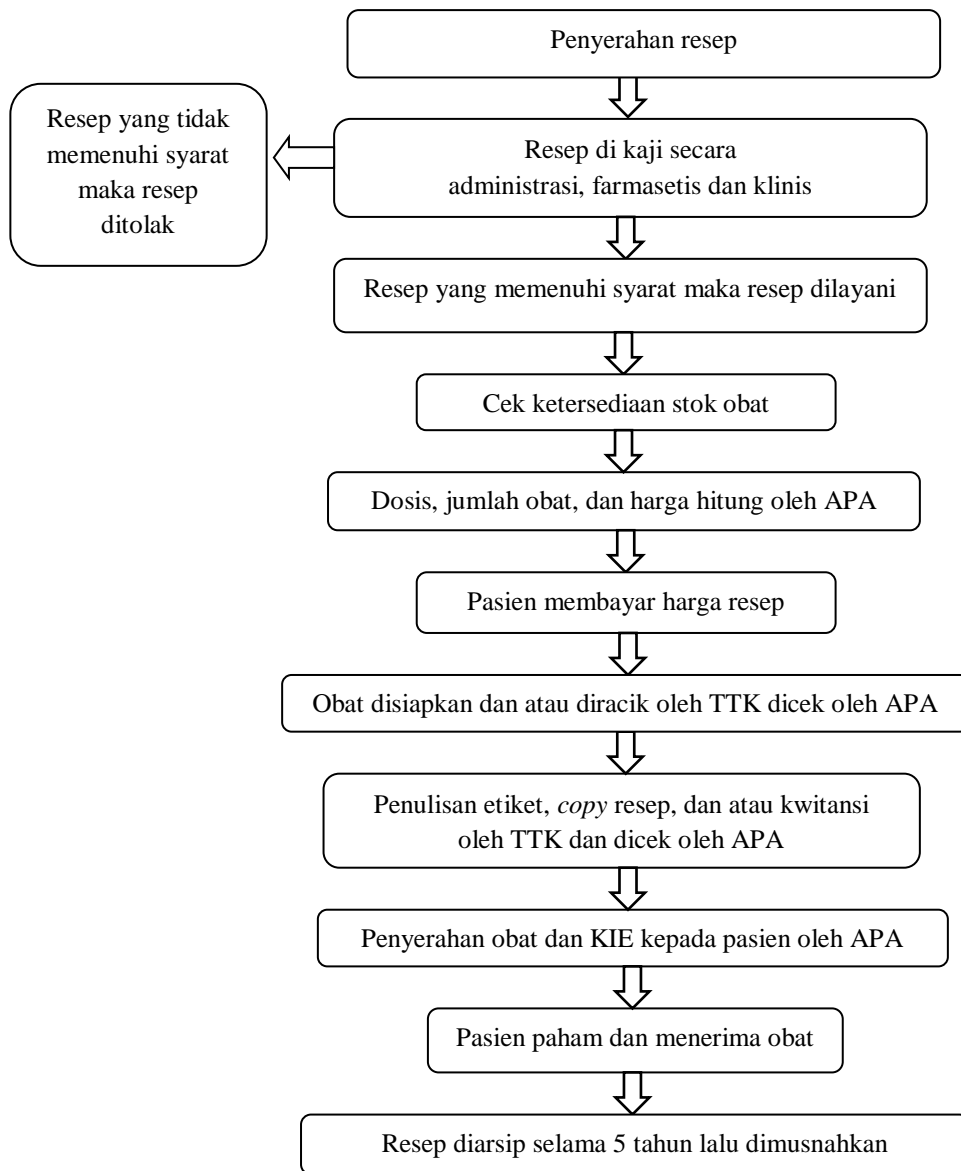 Penyerahan resep
Resep yang tidak
memenuhi syarat
maka resep
ditolak
Resep di kaji secara
administrasi, farmasetis dan klinis
Resep yang memenuhi syarat maka resep dilayani
Cek ketersediaan stok obat
Dosis, jumlah obat, dan harga hitung oleh APA
Pasien membayar harga resep
Obat disiapkan dan atau diracik oleh TTK dicek oleh APA
Penulisan etiket, copy resep, dan atau kwitansi
oleh TTK dan dicek oleh APA
Penyerahan obat dan KIE kepada pasien oleh APA
Pasien paham dan menerima obat
Resep diarsip selama 5 tahun lalu dimusnahkan